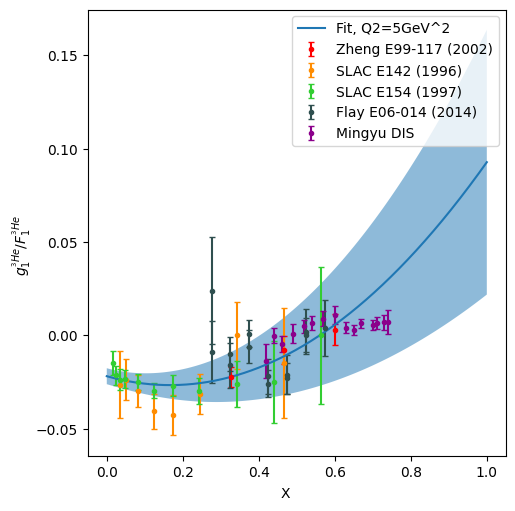 Fit, Q2=5GeV^2
Zheng E99-117 (2002)
SLAC E142 (1996)
SLAC E154 (1997)
Flay E06-014 (2014)
Mingyu DIS
0.15
0.10
0.05
0.00
−0.05
g₁^³He/F₁^³He
0.0 0.2 0.4 0.6 0.8 1.0
X